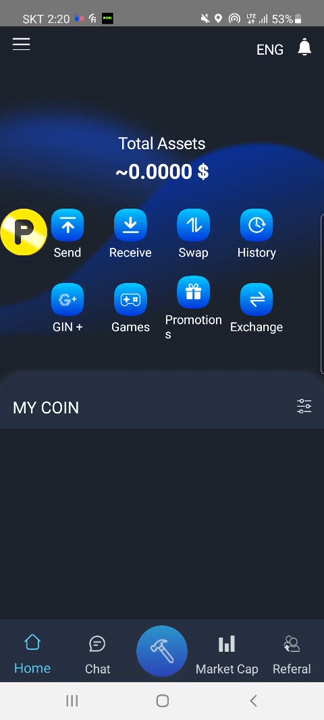 SKT 2:20 LTE 53%
ENG
Total Assets
~0.0000 $
P
Send Receive Swap History
G+
GIN + Games Promotion
s Exchange
MY COIN
Home Chat Market Cap Referal